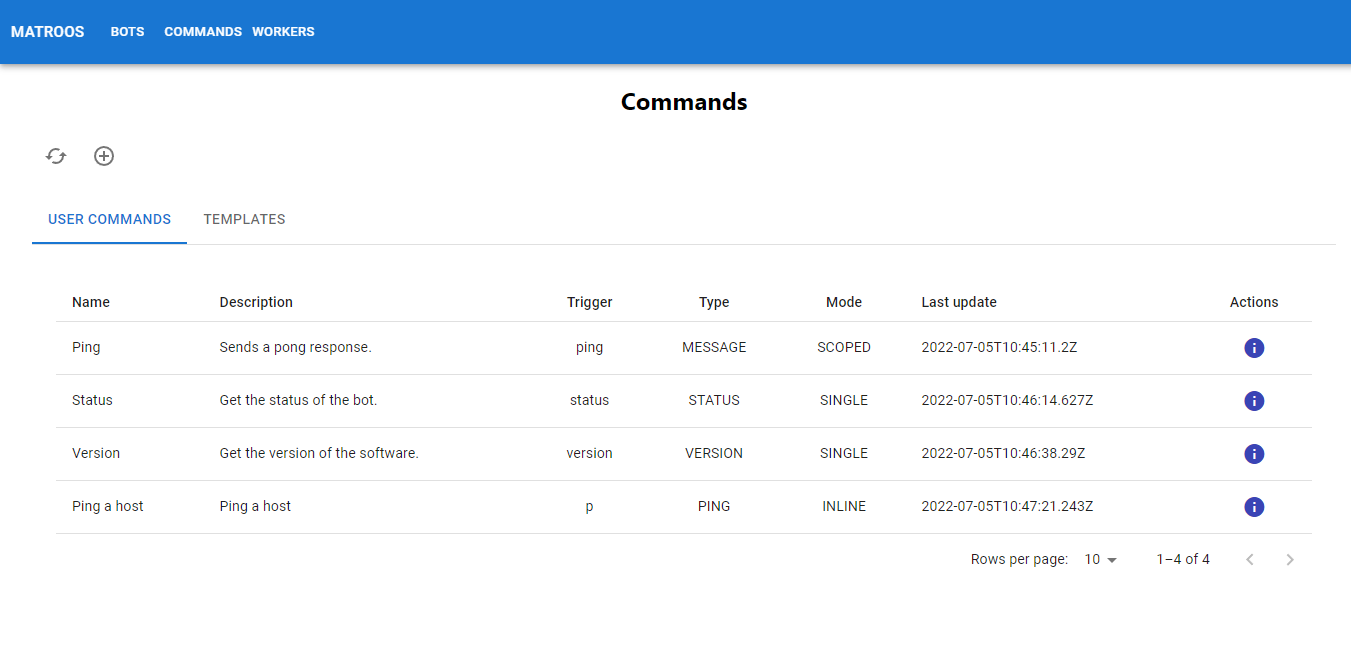 MATROOS BOTS COMMANDS WORKERS
Commands
USER COMMANDS TEMPLATES
Name Description Trigger Type Mode Last update Actions
Ping Sends a pong response. ping MESSAGE SCOPED 2022-07-05T10:45:11.2Z
Status Get the status of the bot. status STATUS SINGLE 2022-07-05T10:46:14.627Z
Version Get the version of the software. version VERSION SINGLE 2022-07-05T10:46:38.29Z
Ping a host Ping a host p PING INLINE 2022-07-05T10:47:21.243Z
Rows per page: 10 1–4 of 4